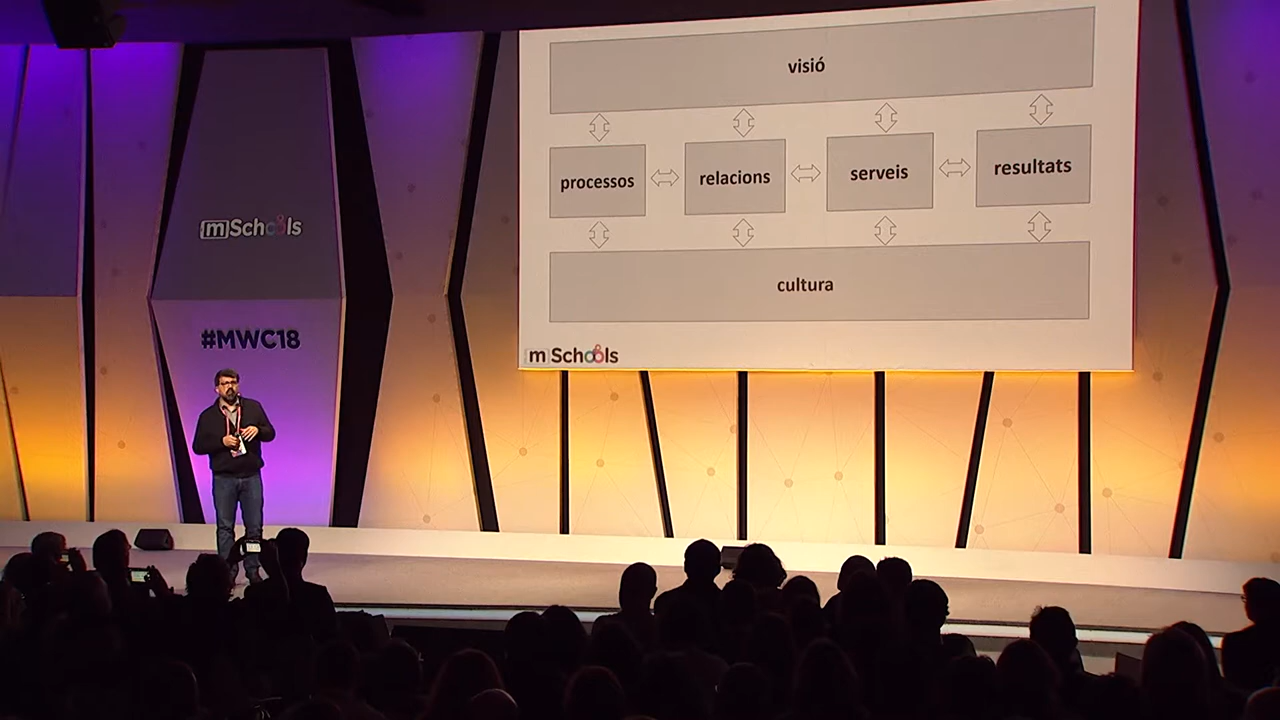 visió
processos
relacions
serveis
resultats
cultura
mSchools
mSchools
#MWC18